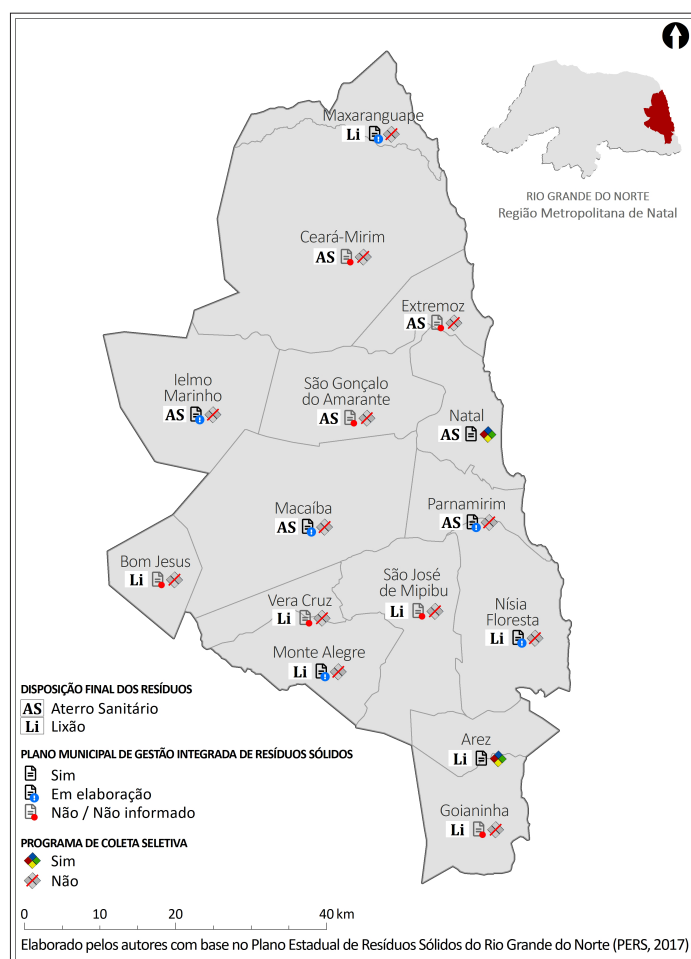 RIO GRANDE DO NORTE
Região Metropolitana de Natal
Maxaranguape
Li
Ceará-Mirim
AS
Extremoz
AS
Ielmo
Marinho
AS
São Gonçalo
do Amarante
AS
Natal
AS
Macaíba
AS
Parnamirim
AS
Bom Jesus
Li
Vera Cruz
Li
São José
de Mipibu
Li
Nísia
Floresta
Li
Monte Alegre
Li
Arez
Li
Goianinha
Li
DISPOSIÇÃO FINAL DOS RESÍDUOS
AS Aterro Sanitário
Li Lixão
PLANO MUNICIPAL DE GESTÃO INTEGRADA DE RESÍDUOS SÓLIDOS
Sim
Em elaboração
Não / Não informado
PROGRAMA DE COLETA SELETIVA
Sim
Não
0 10 20 40 km
Elaborado pelos autores com base no Plano Estadual de Resíduos Sólidos do Rio Grande do Norte (PERS, 2017)